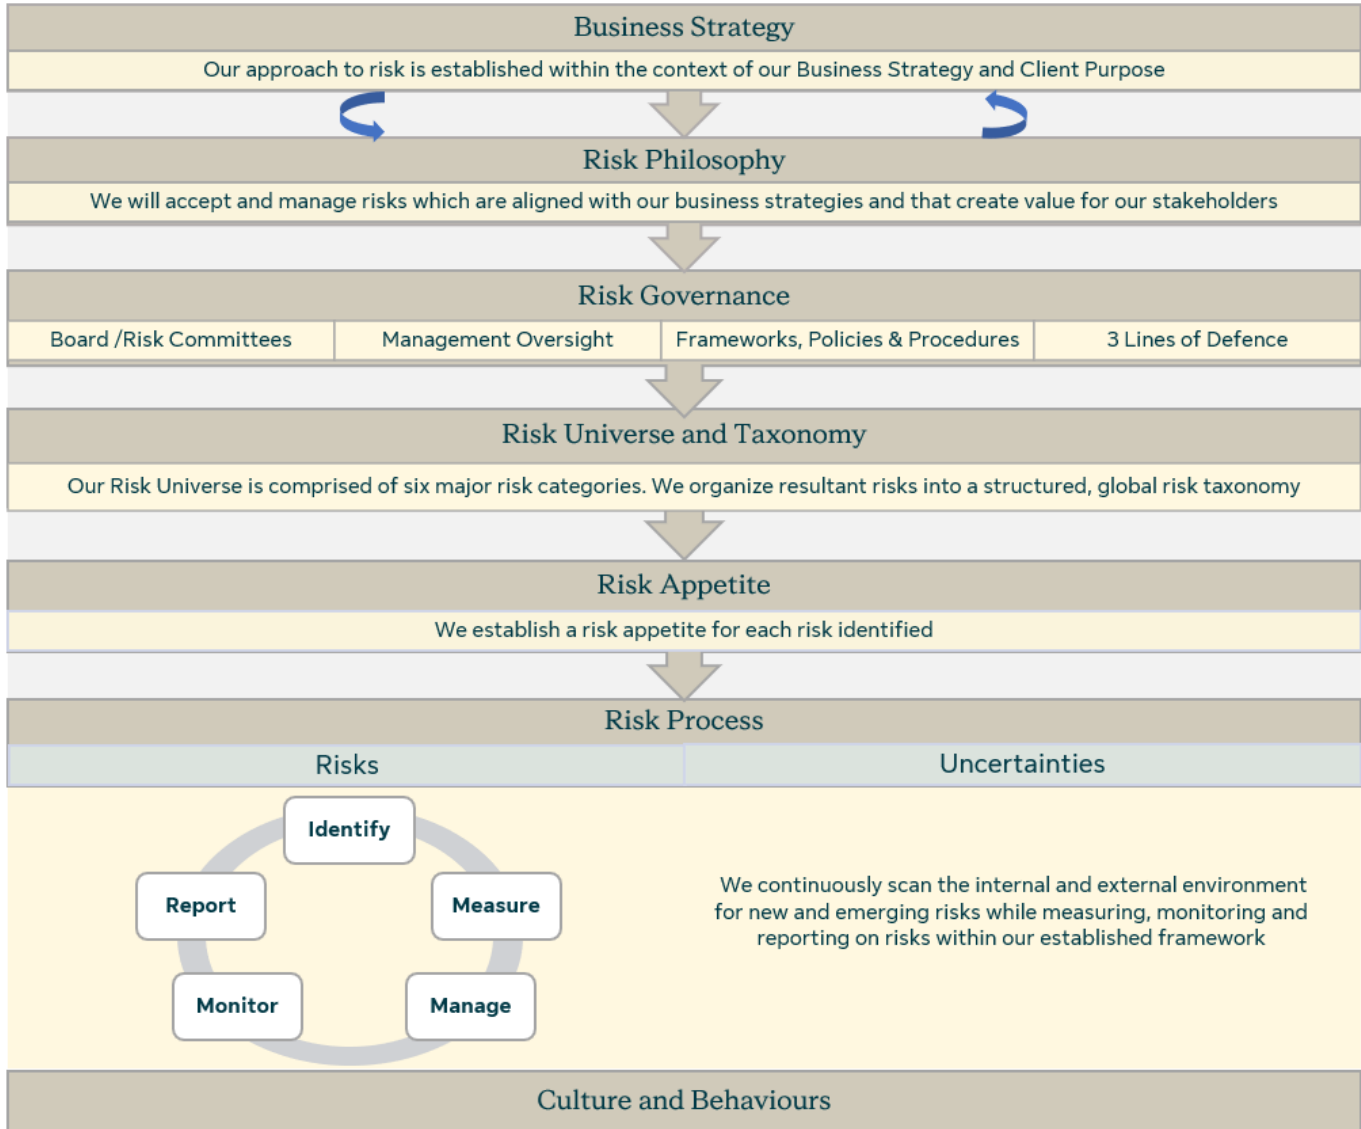 Business Strategy
Our approach to risk is established within the context of our Business Strategy and Client Purpose
Risk Philosophy
We will accept and manage risks which are aligned with our business strategies and that create value for our stakeholders
Risk Governance
Board /Risk Committees
Management Oversight
Frameworks, Policies & Procedures
3 Lines of Defence
Risk Universe and Taxonomy
Our Risk Universe is comprised of six major risk categories. We organize resultant risks into a structured, global risk taxonomy
Risk Appetite
We establish a risk appetite for each risk identified
Risk Process
Risks
Uncertainties
Identify
Measure
Manage
Monitor
Report
We continuously scan the internal and external environment
for new and emerging risks while measuring, monitoring and
reporting on risks within our established framework
Culture and Behaviours